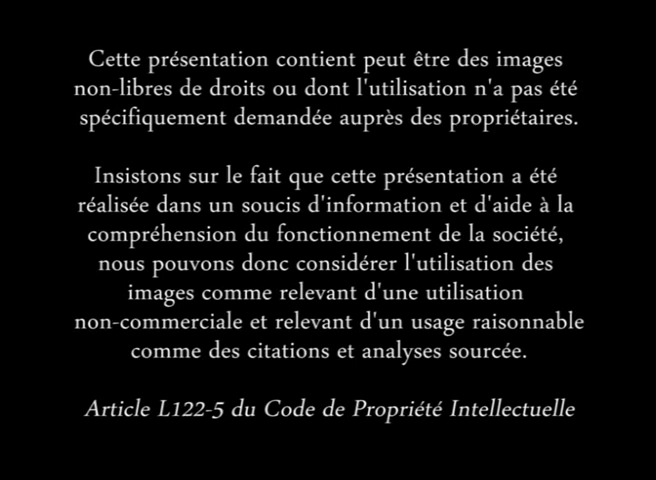 Cette présentation contient peut être des images
non-libres de droits ou dont l'utilisation n'a pas été
spécifiquement demandée auprès des propriétaires.
Insistons sur le fait que cette présentation a été
réalisée dans un soucis d'information et d'aide à la
compréhension du fonctionnement de la société,
nous pouvons donc considérer l'utilisation des
images comme relevant d'une utilisation
non-commerciale et relevant d'un usage raisonnable
comme des citations et analyses sourcée.
Article L122-5 du Code de Propriété Intellectuelle